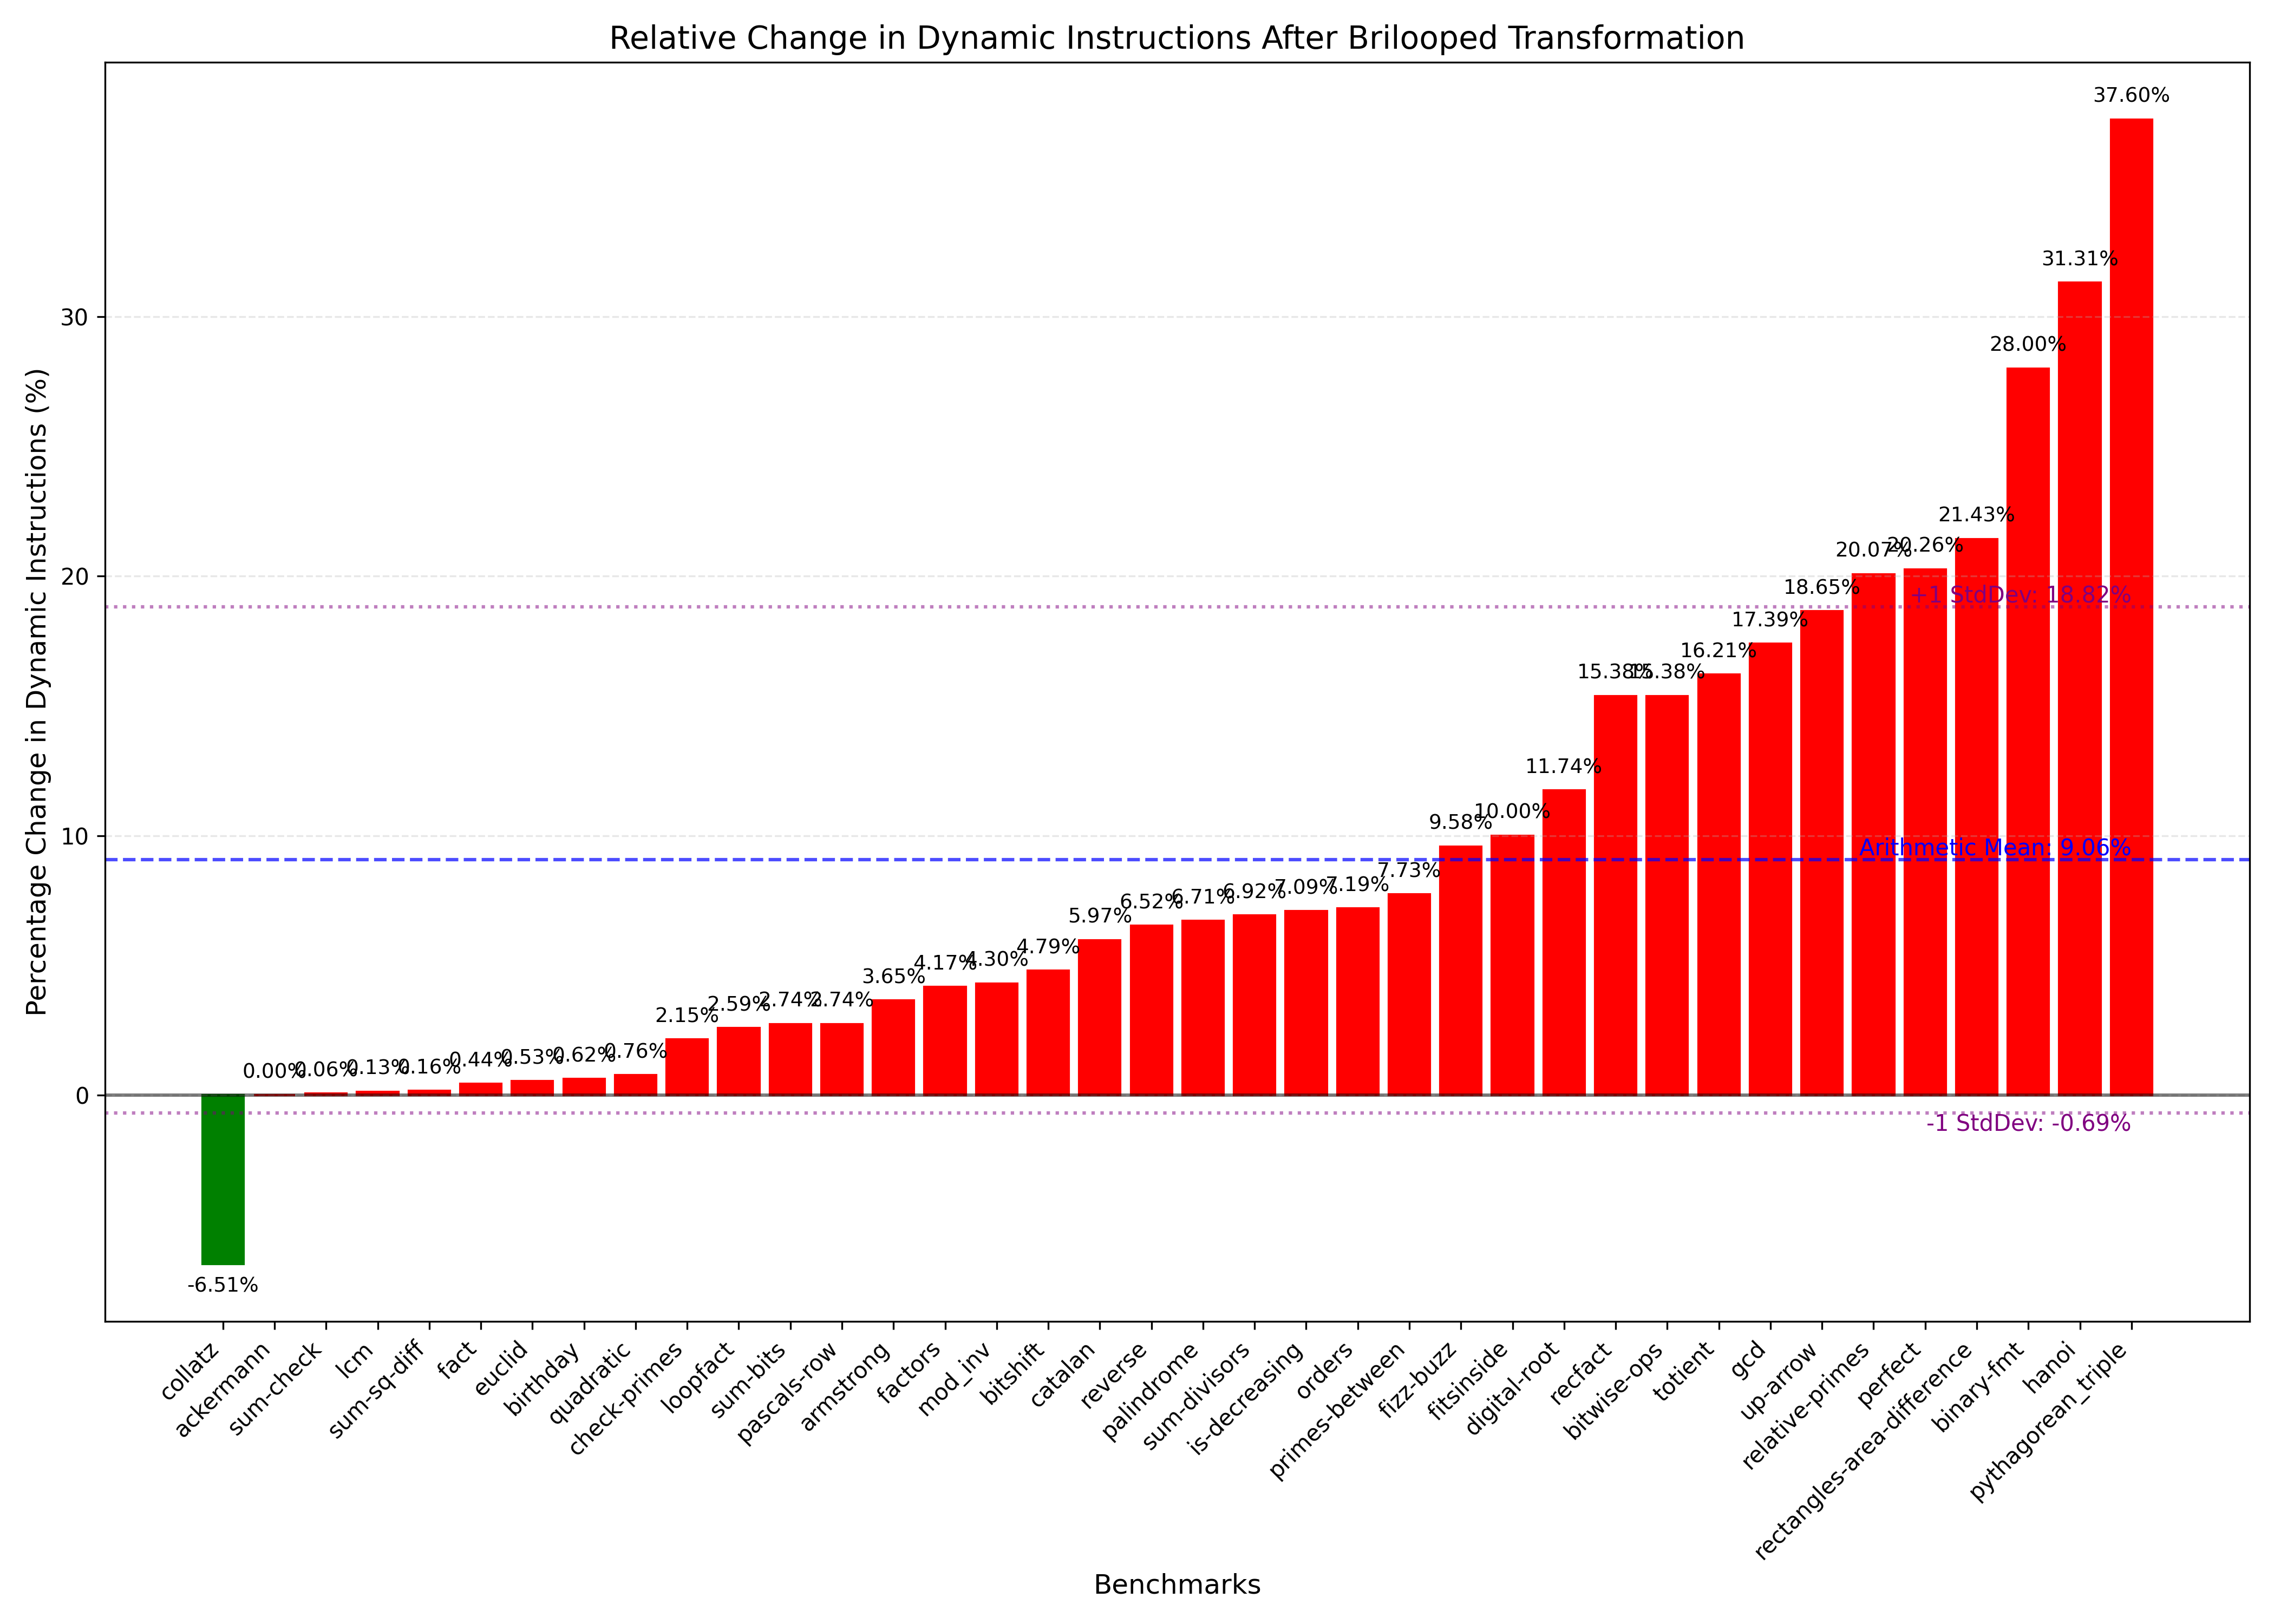 Relative Change in Dynamic Instructions After Brilooped Transformation
Percentage Change in Dynamic Instructions (%)
30
20
10
0
-6.51%
0.00%
0.06%
0.13%
0.16%
0.44%
0.53%
0.62%
0.76%
2.15%
2.59%
2.74%
2.74%
3.65%
4.17%
4.30%
4.79%
5.97%
6.52%
6.71%
6.92%
7.09%
7.19%
7.73%
9.58%
10.00%
11.74%
15.38%
15.38%
16.21%
17.39%
18.65%
20.07%
20.26%
21.43%
28.00%
31.31%
37.60%
+1 StdDev: 18.82%
Arithmetic Mean: 9.06%
-1 StdDev: -0.69%
collatz
ackermann
sum-check
lcm
sum-sq-diff
fact
euclid
birthday
quadratic
check-primes
loopfact
sum-bits
pascals-row
armstrong
factors
mod_inv
bitshift
catalan
reverse
palindrome
sum-divisors
is-decreasing
orders
primes-between
fizz-buzz
fitsinside
digital-root
recfact
bitwise-ops
totient
gcd
up-arrow
relative-primes
perfect
rectangles-area-difference
binary-fmt
hanoi
pythagorean_triple
Benchmarks